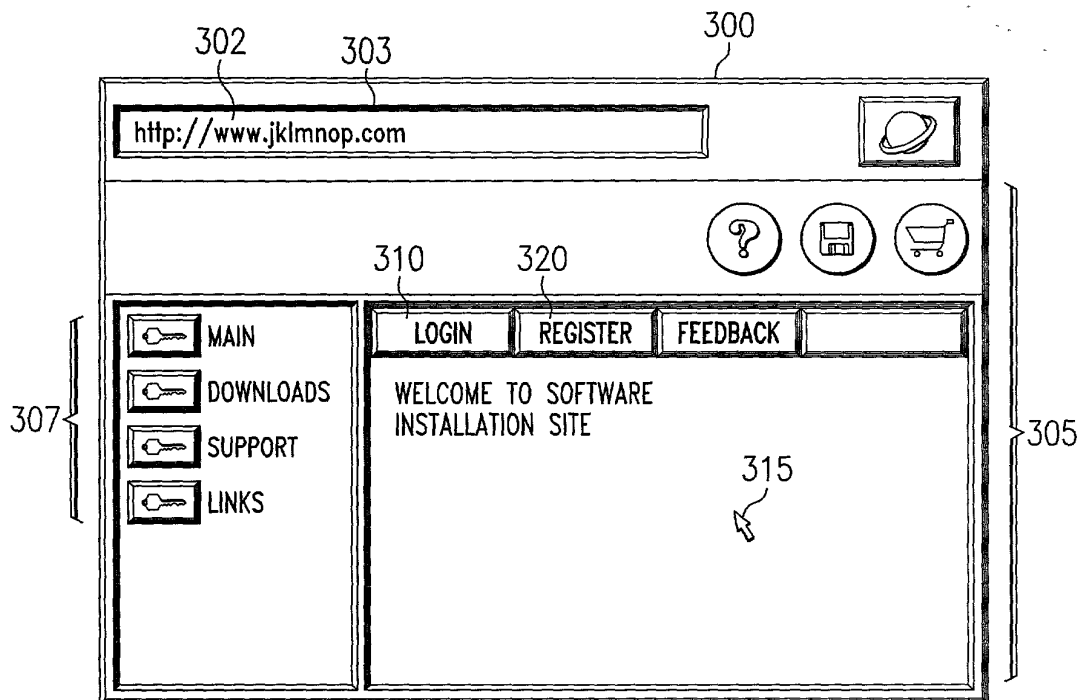 302
303
300
http://www.jklmnop.com
?
310
320
LOGIN REGISTER FEEDBACK
MAIN
DOWNLOADS
SUPPORT
LINKS
307
WELCOME TO SOFTWARE
INSTALLATION SITE
315
305